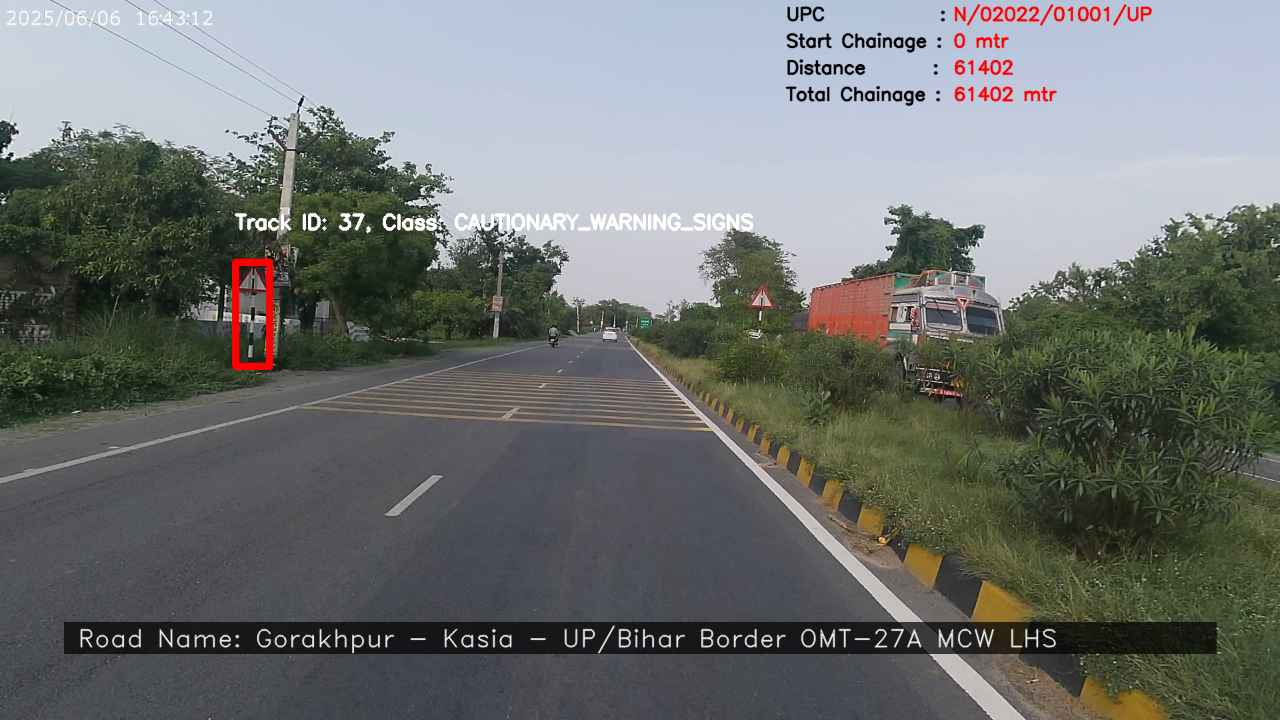 2025/06/06 16:43:12
UPC : N/02022/01001/UP
Start Chainage : 0 mtr
Distance : 61402
Total Chainage : 61402 mtr
Track ID: 37, Class: CAUTIONARY_WARNING_SIGNS
Road Name: Gorakhpur - Kasia - UP/Bihar Border OMT-27A MCW LHS